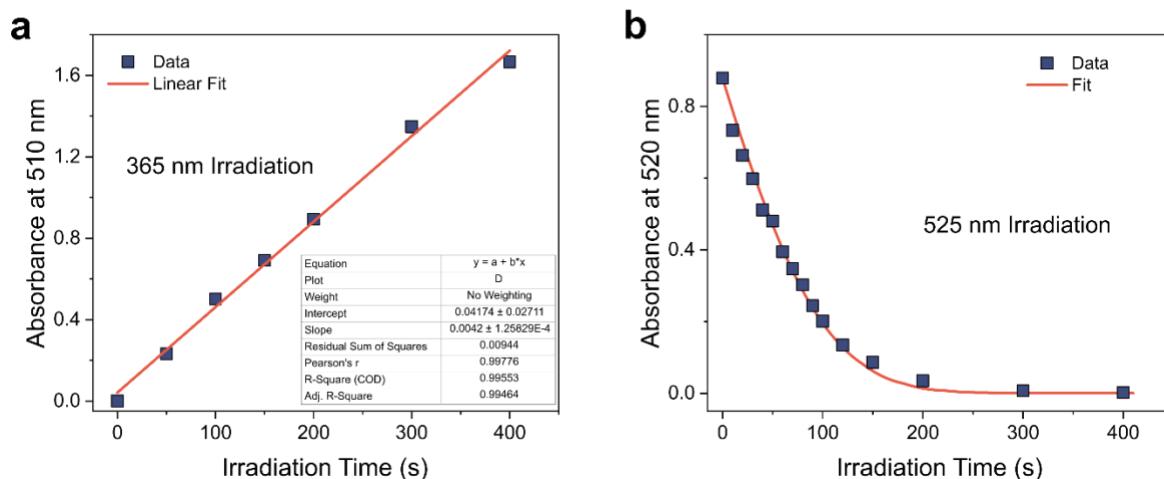 a
Data
Linear Fit
365 nm Irradiation
Absorbance at 510 nm
1.6
1.2
0.8
0.4
0.0
Equation y = a + b*x
Plot D
Weight No Weighting
Intercept 0.04174 ± 0.02711
Slope 0.0042 ± 1.25829E-4
Residual Sum of Squares 0.00944
Pearson's r 0.99776
R-Square (COD) 0.99553
Adj. R-Square 0.99464
0 100 200 300 400
Irradiation Time (s)
b
Data
Fit
525 nm Irradiation
Absorbance at 520 nm
0.8
0.4
0.0
0 100 200 300 400
Irradiation Time (s)